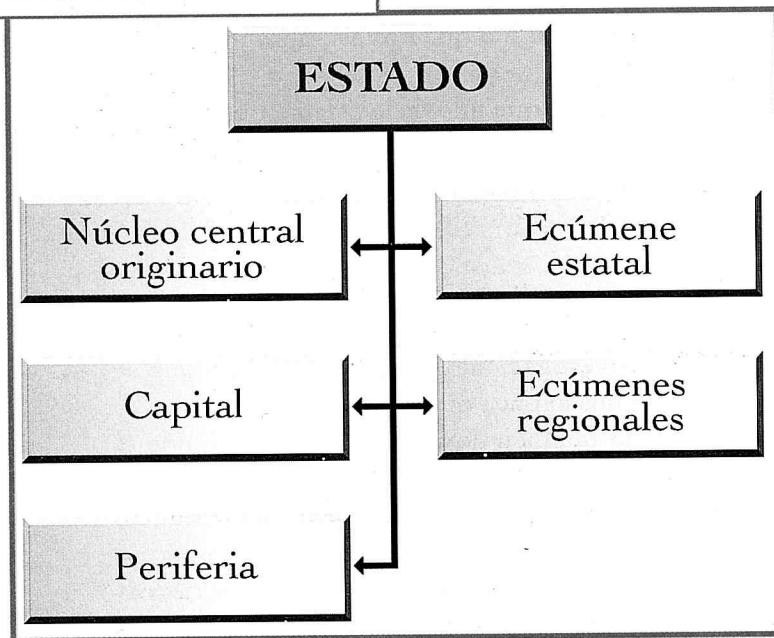 ESTADO
Núcleo central
originario
Ecúmene
estatal
Capital
Ecúmenes
regionales
Periferia